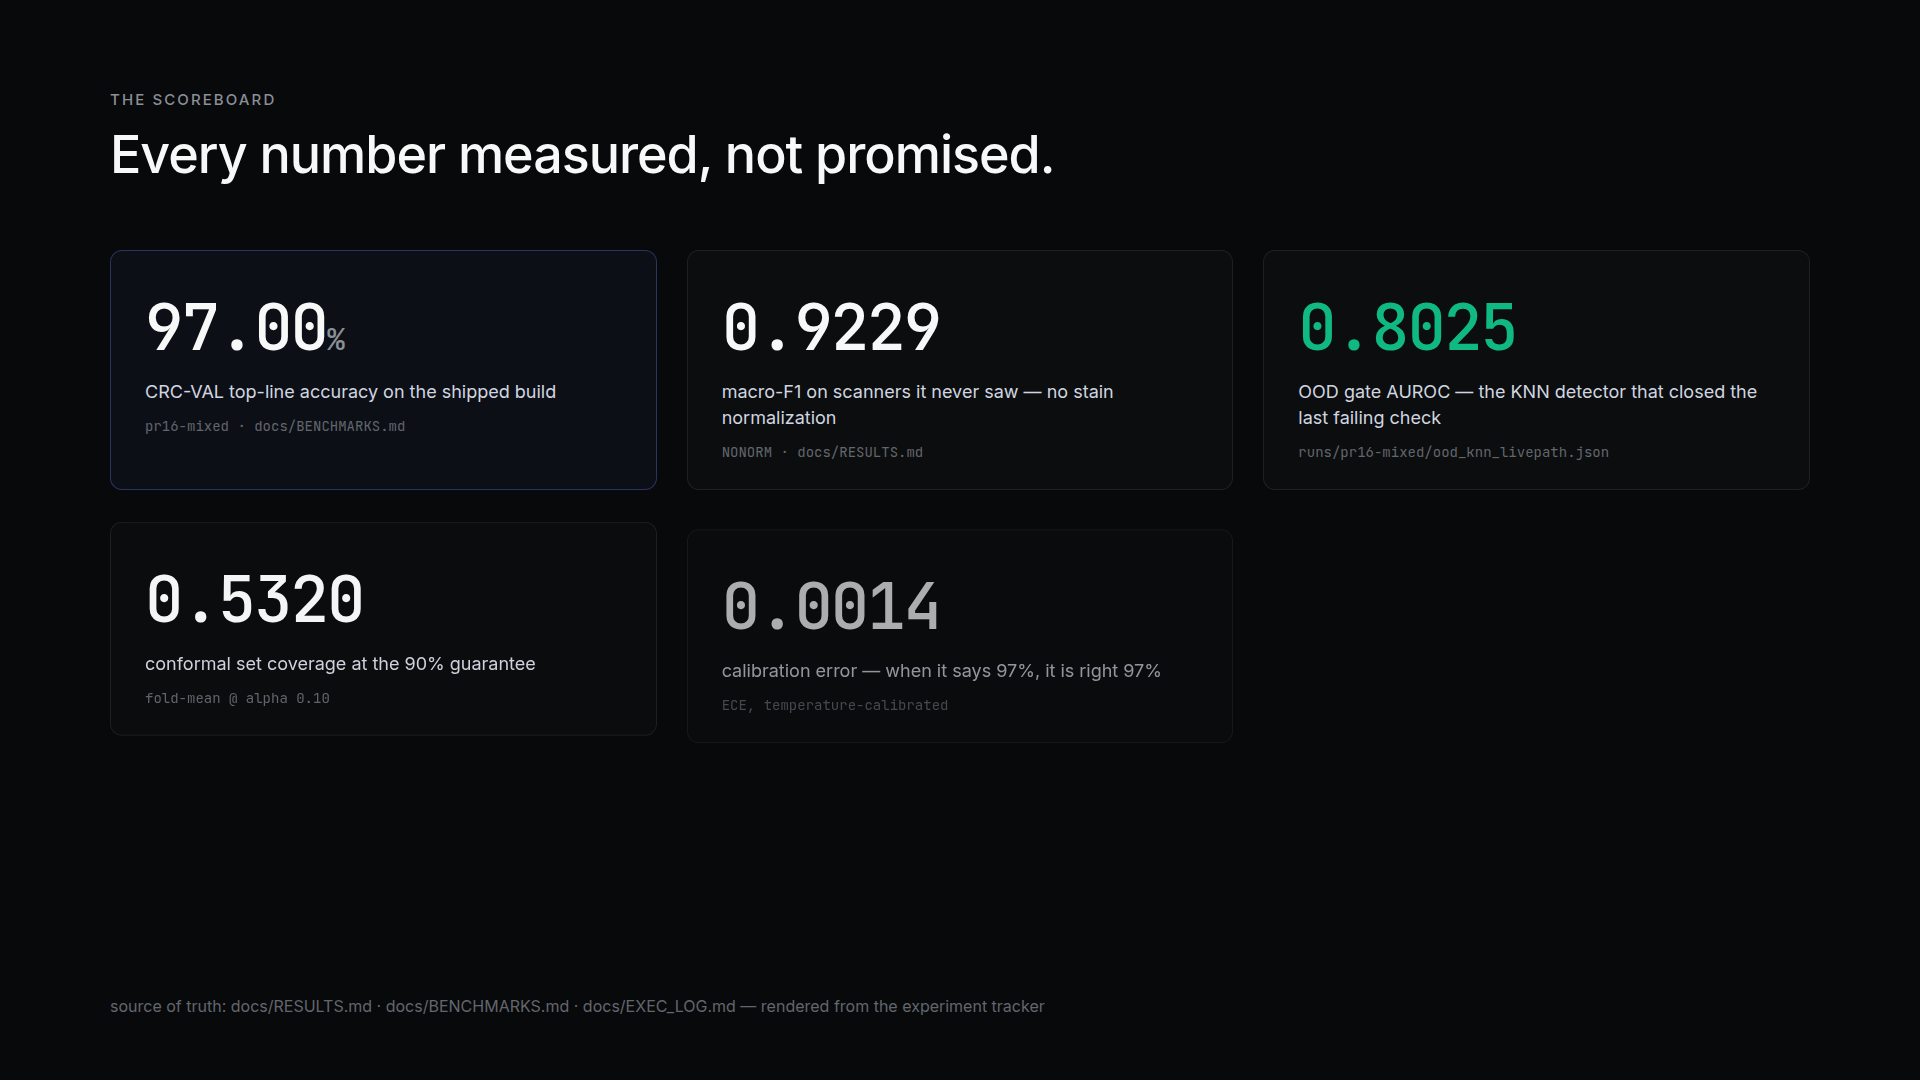 THE SCOREBOARD
Every number measured, not promised.
97.00%
CRC-VAL top-line accuracy on the shipped build
pr16-mixed · docs/BENCHMARKS.md
0.9229
macro-F1 on scanners it never saw — no stain
normalization
NONORM · docs/RESULTS.md
0.8025
OOD gate AUROC — the KNN detector that closed the
last failing check
runs/pr16-mixed/ood_knn_livepath.json
0.5320
conformal set coverage at the 90% guarantee
fold-mean @ alpha 0.10
0.0014
calibration error — when it says 97%, it is right 97%
ECE, temperature-calibrated
source of truth: docs/RESULTS.md · docs/BENCHMARKS.md · docs/EXEC_LOG.md — rendered from the experiment tracker